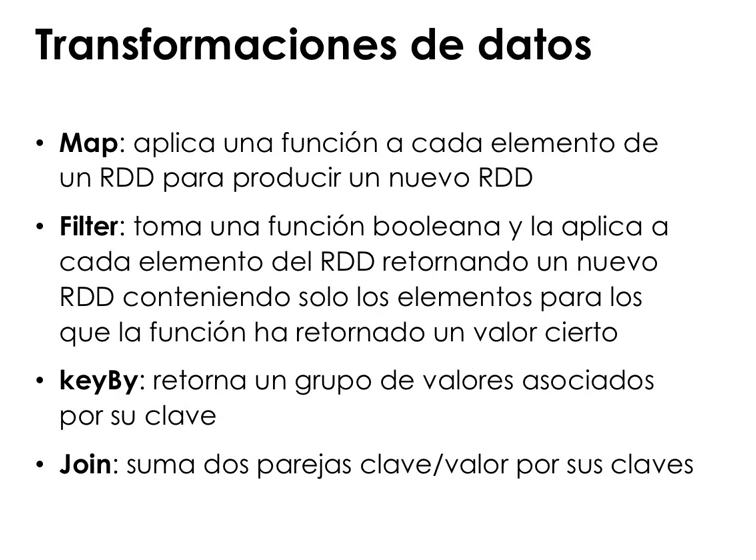 Transformaciones de datos
• Map: aplica una función a cada elemento de
un RDD para producir un nuevo RDD
• Filter: toma una función booleana y la aplica a
cada elemento del RDD retornando un nuevo
RDD conteniendo solo los elementos para los
que la función ha retornado un valor cierto
• keyBy: retorna un grupo de valores asociados
por su clave
• Join: suma dos parejas clave/valor por sus claves